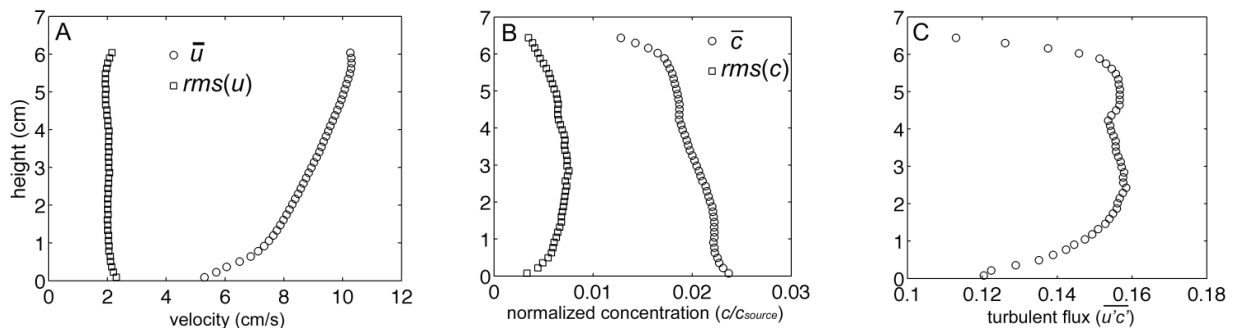 A
ū
rms(u)
7
6
5
4
3
2
1
0
height (cm)
0 2 4 6 8 10 12
velocity (cm/s)
B
c̄
rms(c)
7
6
5
4
3
2
1
0
0 0.01 0.02 0.03
normalized concentration (c/csource)
C
7
6
5
4
3
2
1
0
0.1 0.12 0.14 0.16 0.18
turbulent flux (u'c')